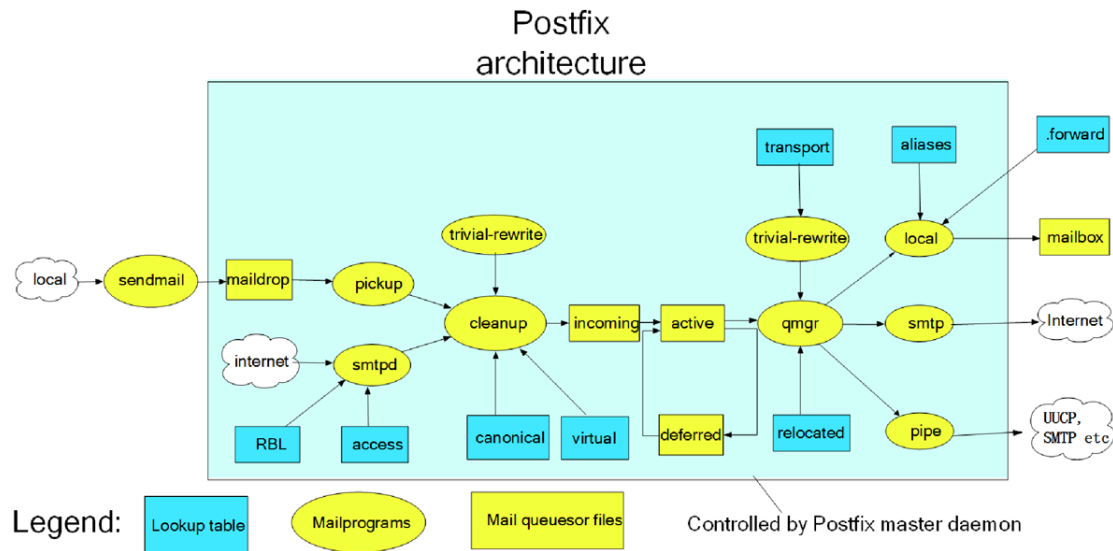 Postfix
architecture
transport
aliases
.forward
trivial-rewrite
trivial-rewrite
local
mailbox
local
sendmail
maildrop
pickup
cleanup
incoming
active
qmgr
smtp
Internet
internet
smtpd
RBL
access
canonical
virtual
deferred
relocated
pipe
UUCP,
SMTP etc
Legend:
Lookup table
Mailprograms
Mail queuesor files
Controlled by Postfix master daemon